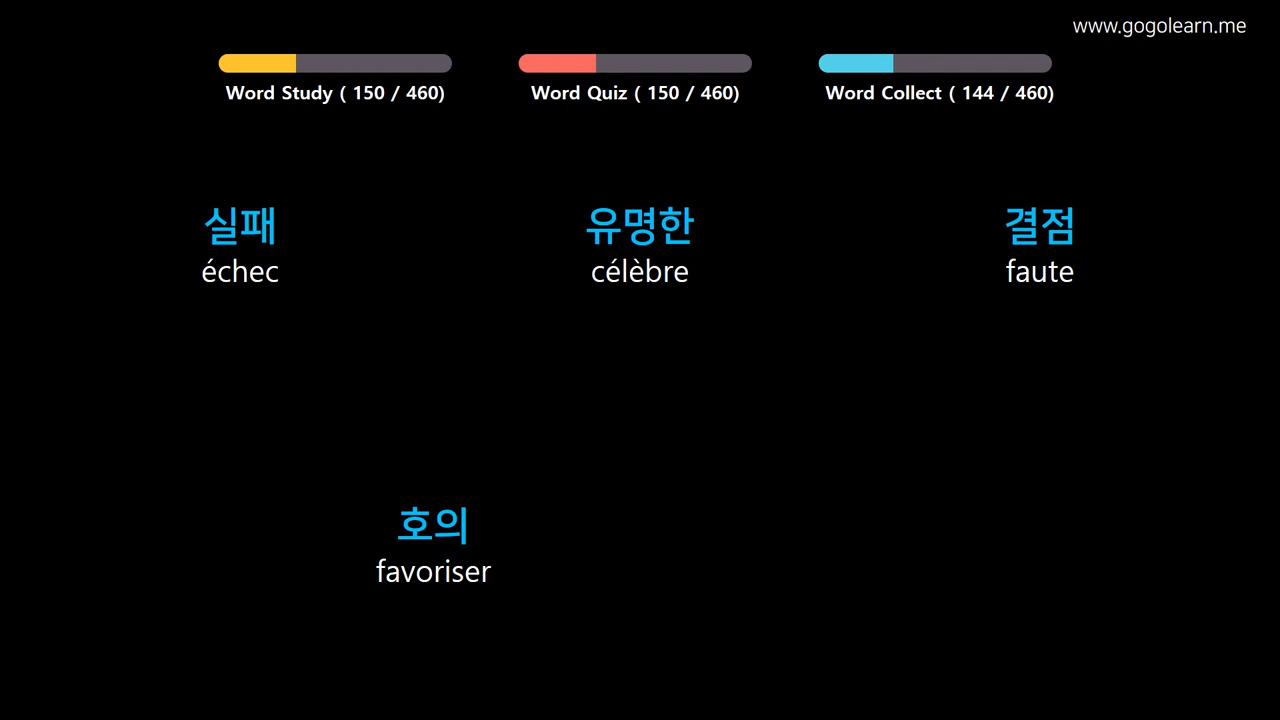 www.gogolearn.me
Word Study ( 150 / 460)
Word Quiz ( 150 / 460)
Word Collect ( 144 / 460)
실패
échec
유명한
célèbre
결점
faute
호의
favoriser